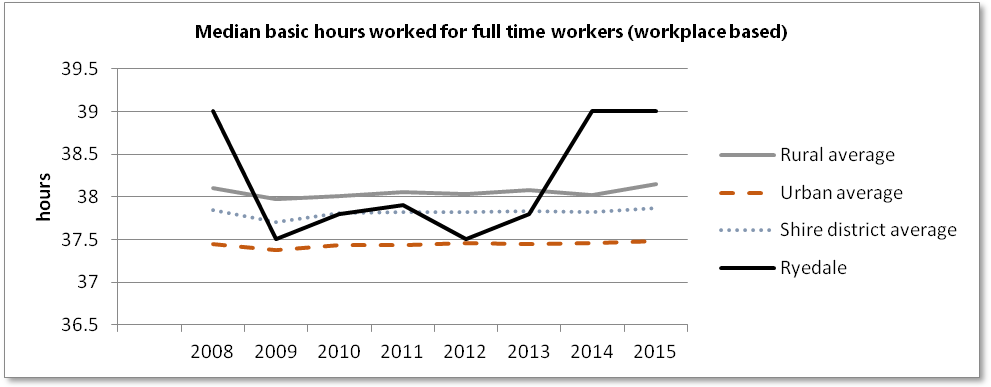 Median basic hours worked for full time workers (workplace based)
39.5
39
38.5
38
37.5
37
36.5
hours
2008 2009 2010 2011 2012 2013 2014 2015
Rural average
Urban average
Shire district average
Ryedale